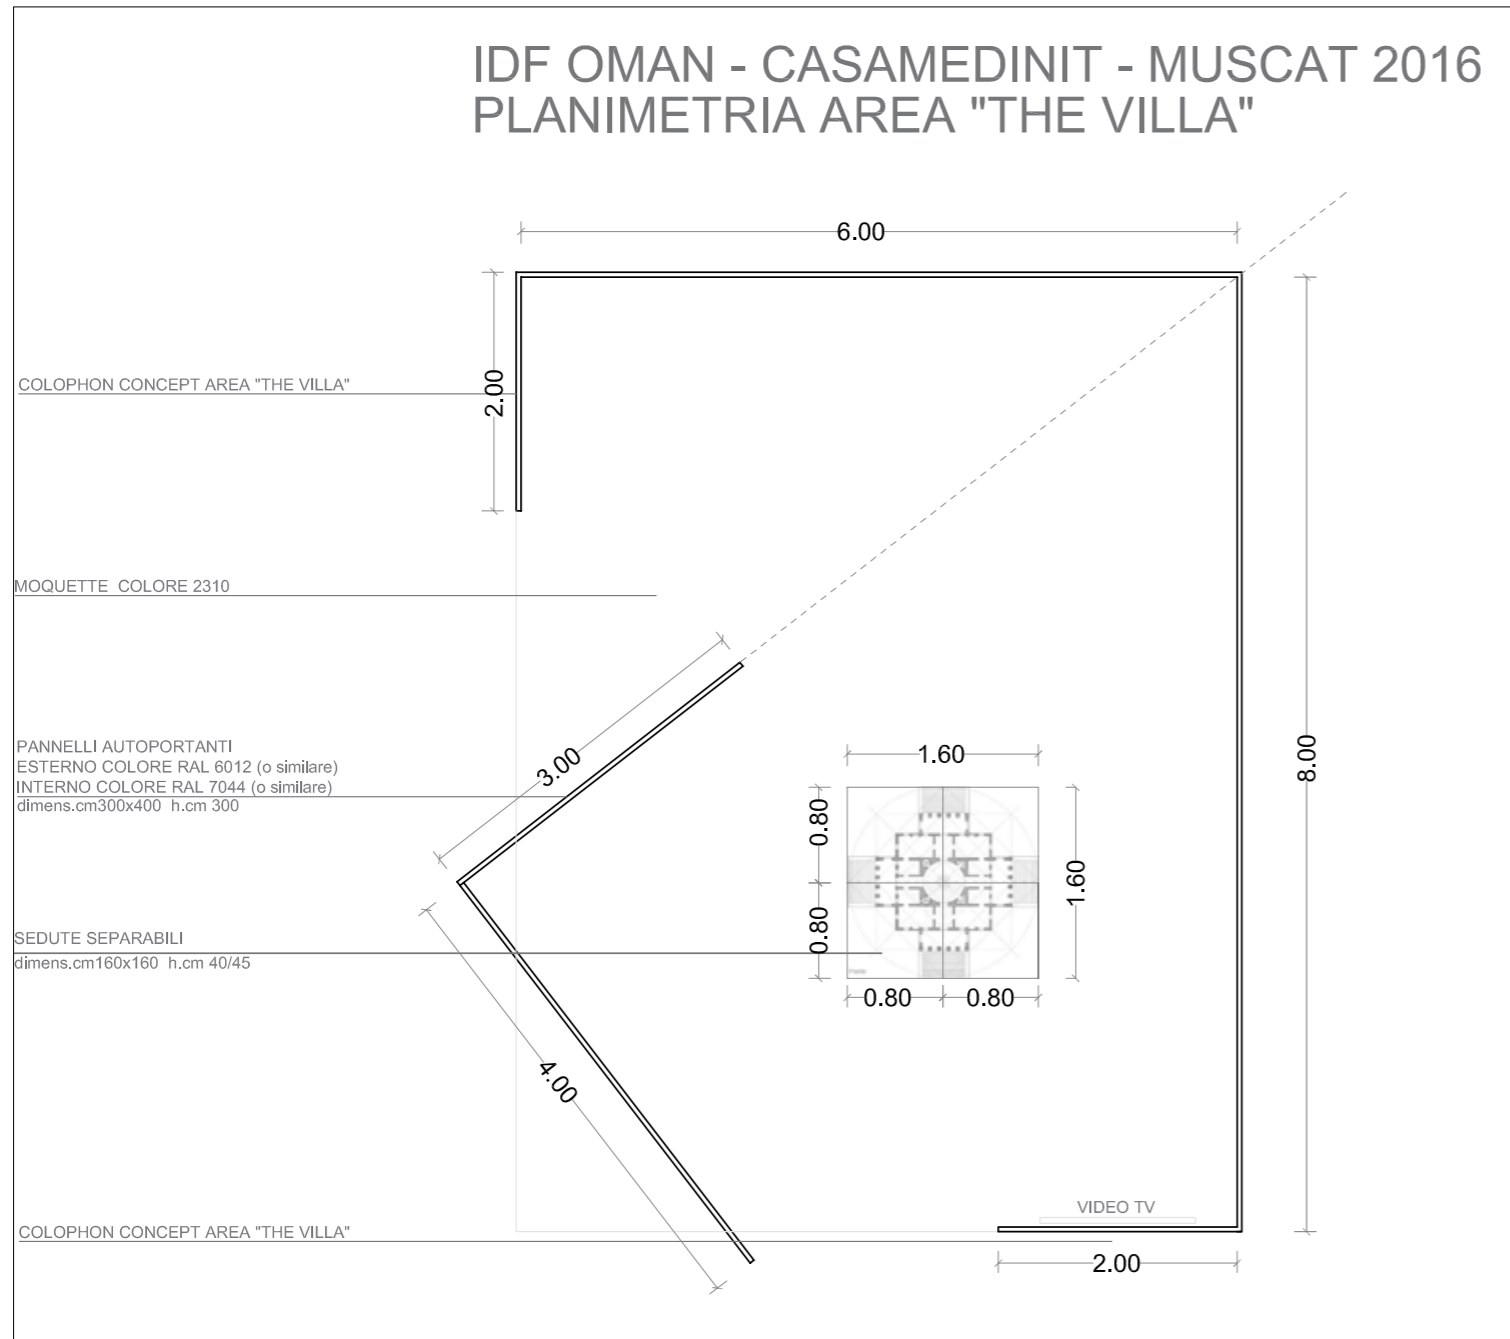 IDF OMAN - CASAMEDINIT - MUSCAT 2016
PLANIMETRIA AREA "THE VILLA"
6.00
2.00
COLOPHON CONCEPT AREA "THE VILLA"
MOQUETTE COLORE 2310
PANNELLI AUTOPORTANTI
ESTERNO COLORE RAL 6012 (o similare)
INTERNO COLORE RAL 7044 (o similare)
dimens.cm300x400 h.cm 300
3.00
1.60
8.00
0.80
1.60
0.80
SEDUTE SEPARABILI
dimens.cm160x160 h.cm 40/45
0.80
0.80
4.00
VIDEO TV
COLOPHON CONCEPT AREA "THE VILLA"
2.00